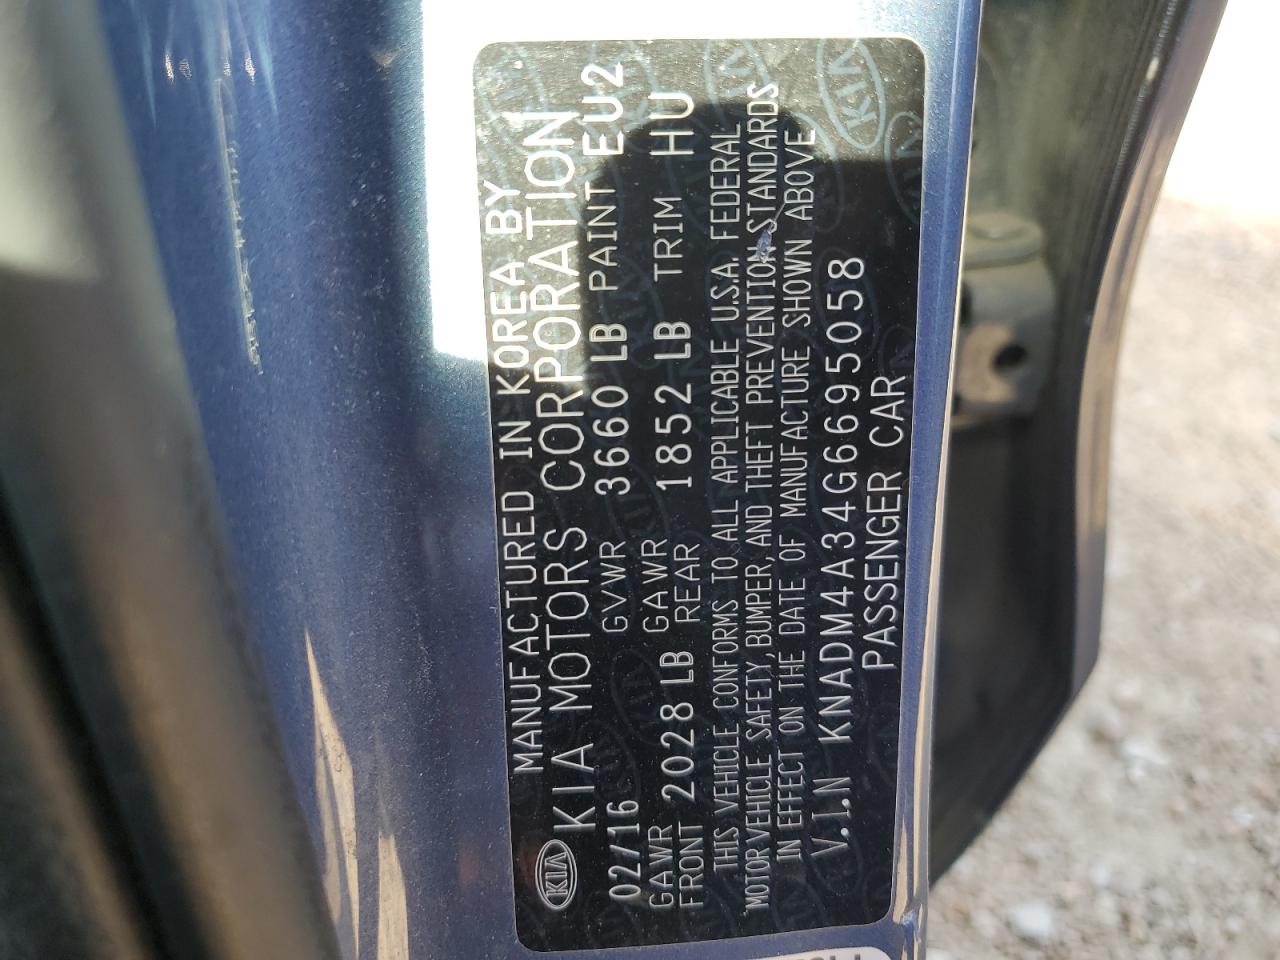 MANUFACTURED IN KOREA BY
KIA KIA MOTORS CORPORATION
02/16 GVWR 3660 LB PAINT EU2
GAWR FRONT 2028 LB GAWR REAR 1852 LB TRIM HU
THIS VEHICLE CONFORMS TO ALL APPLICABLE U.S.A. FEDERAL
MOTOR VEHICLE SAFETY, BUMPER, AND THEFT PREVENTION STANDARDS
IN EFFECT ON THE DATE OF MANUFACTURE SHOWN ABOVE
V.I.N KNADM4A34G6695058
PASSENGER CAR